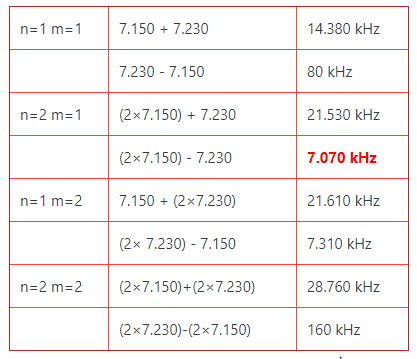 n=1 m=1 7.150 + 7.230 14.380 kHz
7.230 - 7.150 80 kHz
n=2 m=1 (2×7.150) + 7.230 21.530 kHz
(2×7.150) - 7.230 7.070 kHz
n=1 m=2 7.150 + (2×7.230) 21.610 kHz
(2× 7.230) - 7.150 7.310 kHz
n=2 m=2 (2×7.150)+(2×7.230) 28.760 kHz
(2×7.230)-(2×7.150) 160 kHz